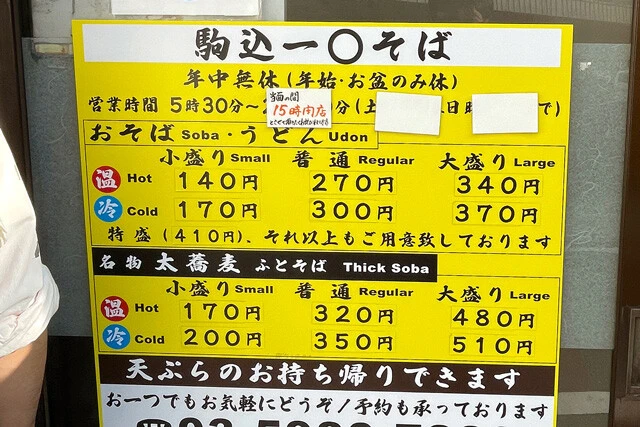 駒込一〇そば
年中無休(年始・お盆のみ休)
営業時間 5時30分〜 分(土 日 で)
当面の間
15時閉店
おそば Soba・うどん Udon
小盛り Small 普通 Regular 大盛り Large
温 Hot 140円 270円 340円
冷 Cold 170円 300円 370円
特盛(410円)、それ以上もご用意致しております
名物 太蕎麦 ふとそば Thick Soba
小盛り Small 普通 Regular 大盛り Large
温 Hot 170円 320円 480円
冷 Cold 200円 350円 510円
天ぷらのお持ち帰りできます
お一つでもお気軽にどうぞ!予約も承っております